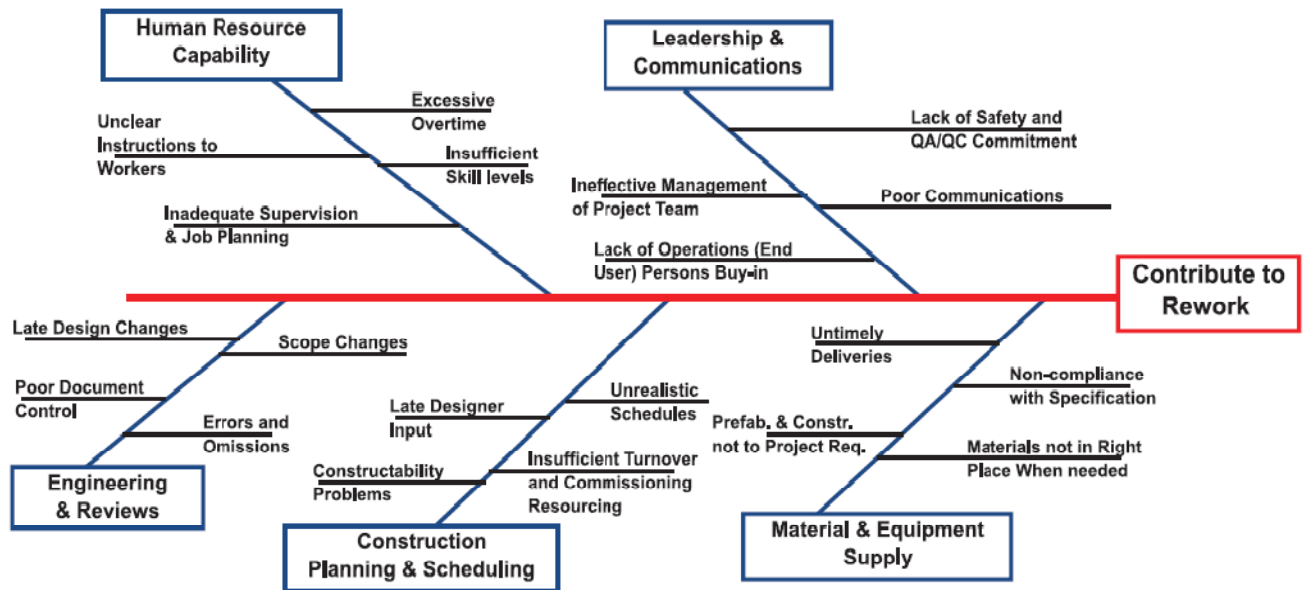 Human Resource
Capability
Leadership &
Communications
Excessive
Overtime
Unclear
Instructions to
Workers
Insufficient
Skill levels
Inadequate Supervision
& Job Planning
Lack of Safety and
QA/QC Commitment
Ineffective Management
of Project Team
Poor Communications
Lack of Operations (End
User) Persons Buy-in
Contribute to
Rework
Late Design Changes
Scope Changes
Poor Document
Control
Errors and
Omissions
Engineering
& Reviews
Unrealistic
Schedules
Late Designer
Input
Constructability
Problems
Insufficient Turnover
and Commissioning
Resourcing
Construction
Planning & Scheduling
Untimely
Deliveries
Non-compliance
with Specification
Prefab. & Constr.
not to Project Req.
Materials not in Right
Place When needed
Material & Equipment
Supply